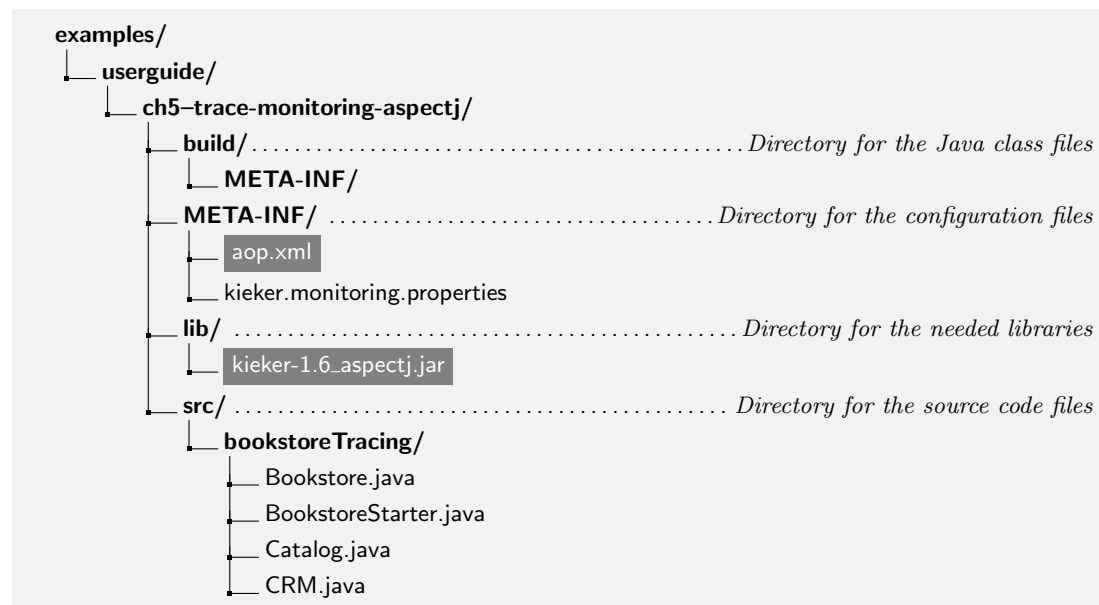 examples/
userguide/
ch5–trace-monitoring-aspectj/
build/ . . . . . . . . . . . . . . . . . . . . . . . . . . . . . . . . . . . . . . . . . . . . . . Directory for the Java class files
META-INF/
META-INF/ . . . . . . . . . . . . . . . . . . . . . . . . . . . . . . . . . . . . Directory for the configuration files
aop.xml
kieker.monitoring.properties
lib/ . . . . . . . . . . . . . . . . . . . . . . . . . . . . . . . . . . . . . . . . . . . . . . . . Directory for the needed libraries
kieker-1.6_aspectj.jar
src/ . . . . . . . . . . . . . . . . . . . . . . . . . . . . . . . . . . . . . . . . . . . . . . . Directory for the source code files
bookstoreTracing/
Bookstore.java
BookstoreStarter.java
Catalog.java
CRM.java